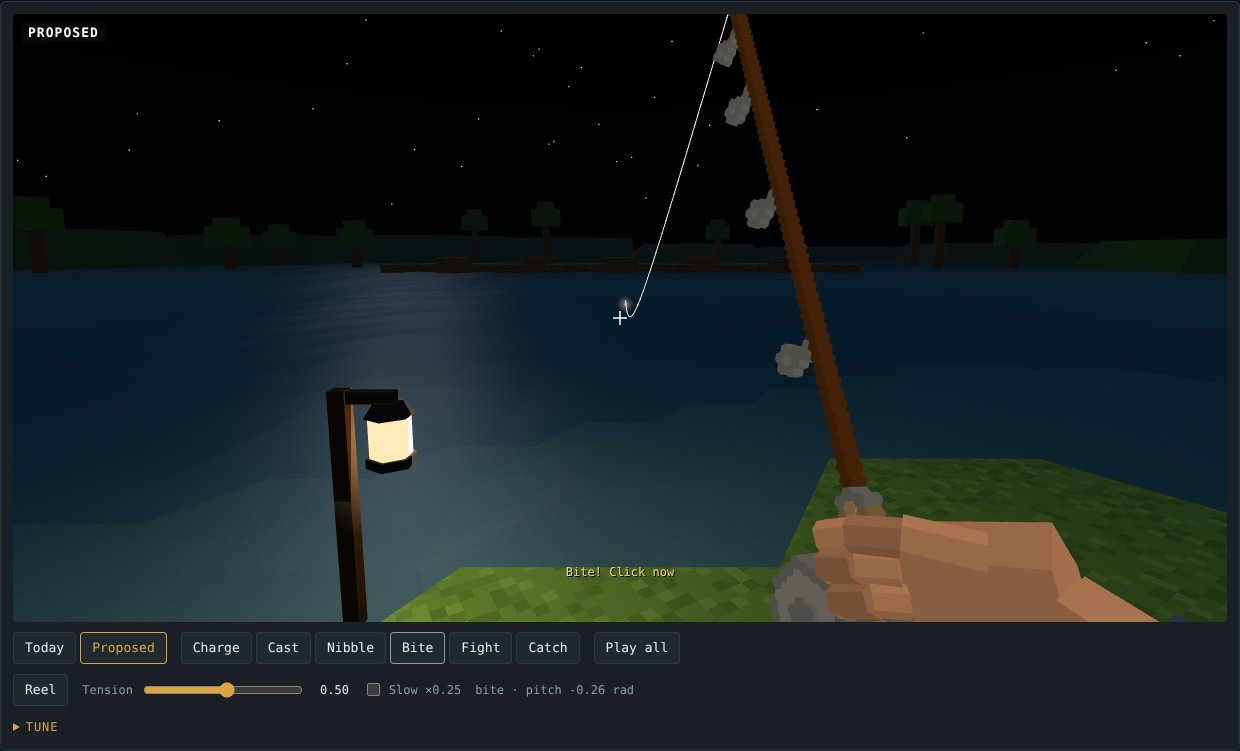 PROPOSED
Bite! Click now
Today Proposed Charge Cast Nibble Bite Fight Catch Play all
Reel Tension 0.50 Slow ×0.25 bite · pitch -0.26 rad
TUNE